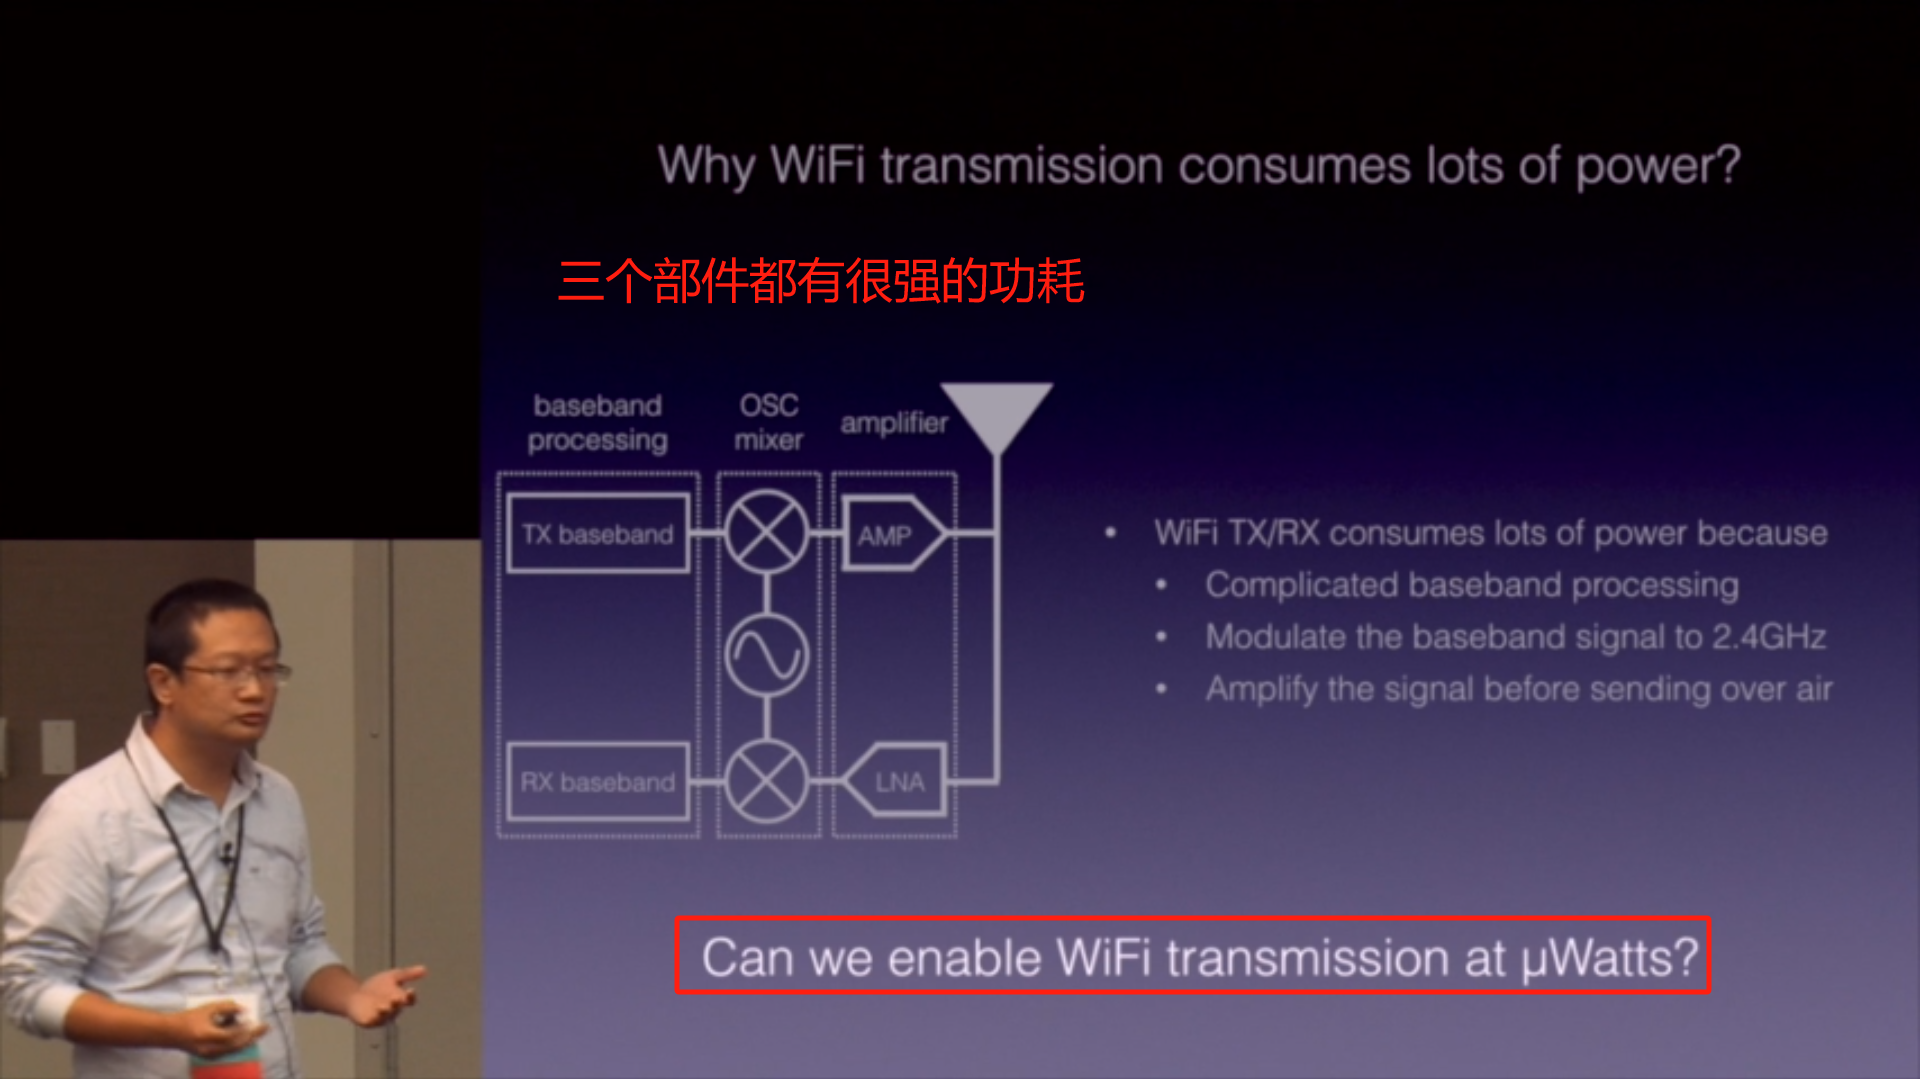 Why WiFi transmission consumes lots of power?
三个部件都有很强的功耗
baseband
processing
OSC
mixer
amplifier
TX baseband
AMP
RX baseband
LNA
• WiFi TX/RX consumes lots of power because
• Complicated baseband processing
• Modulate the baseband signal to 2.4GHz
• Amplify the signal before sending over air
Can we enable WiFi transmission at µWatts?